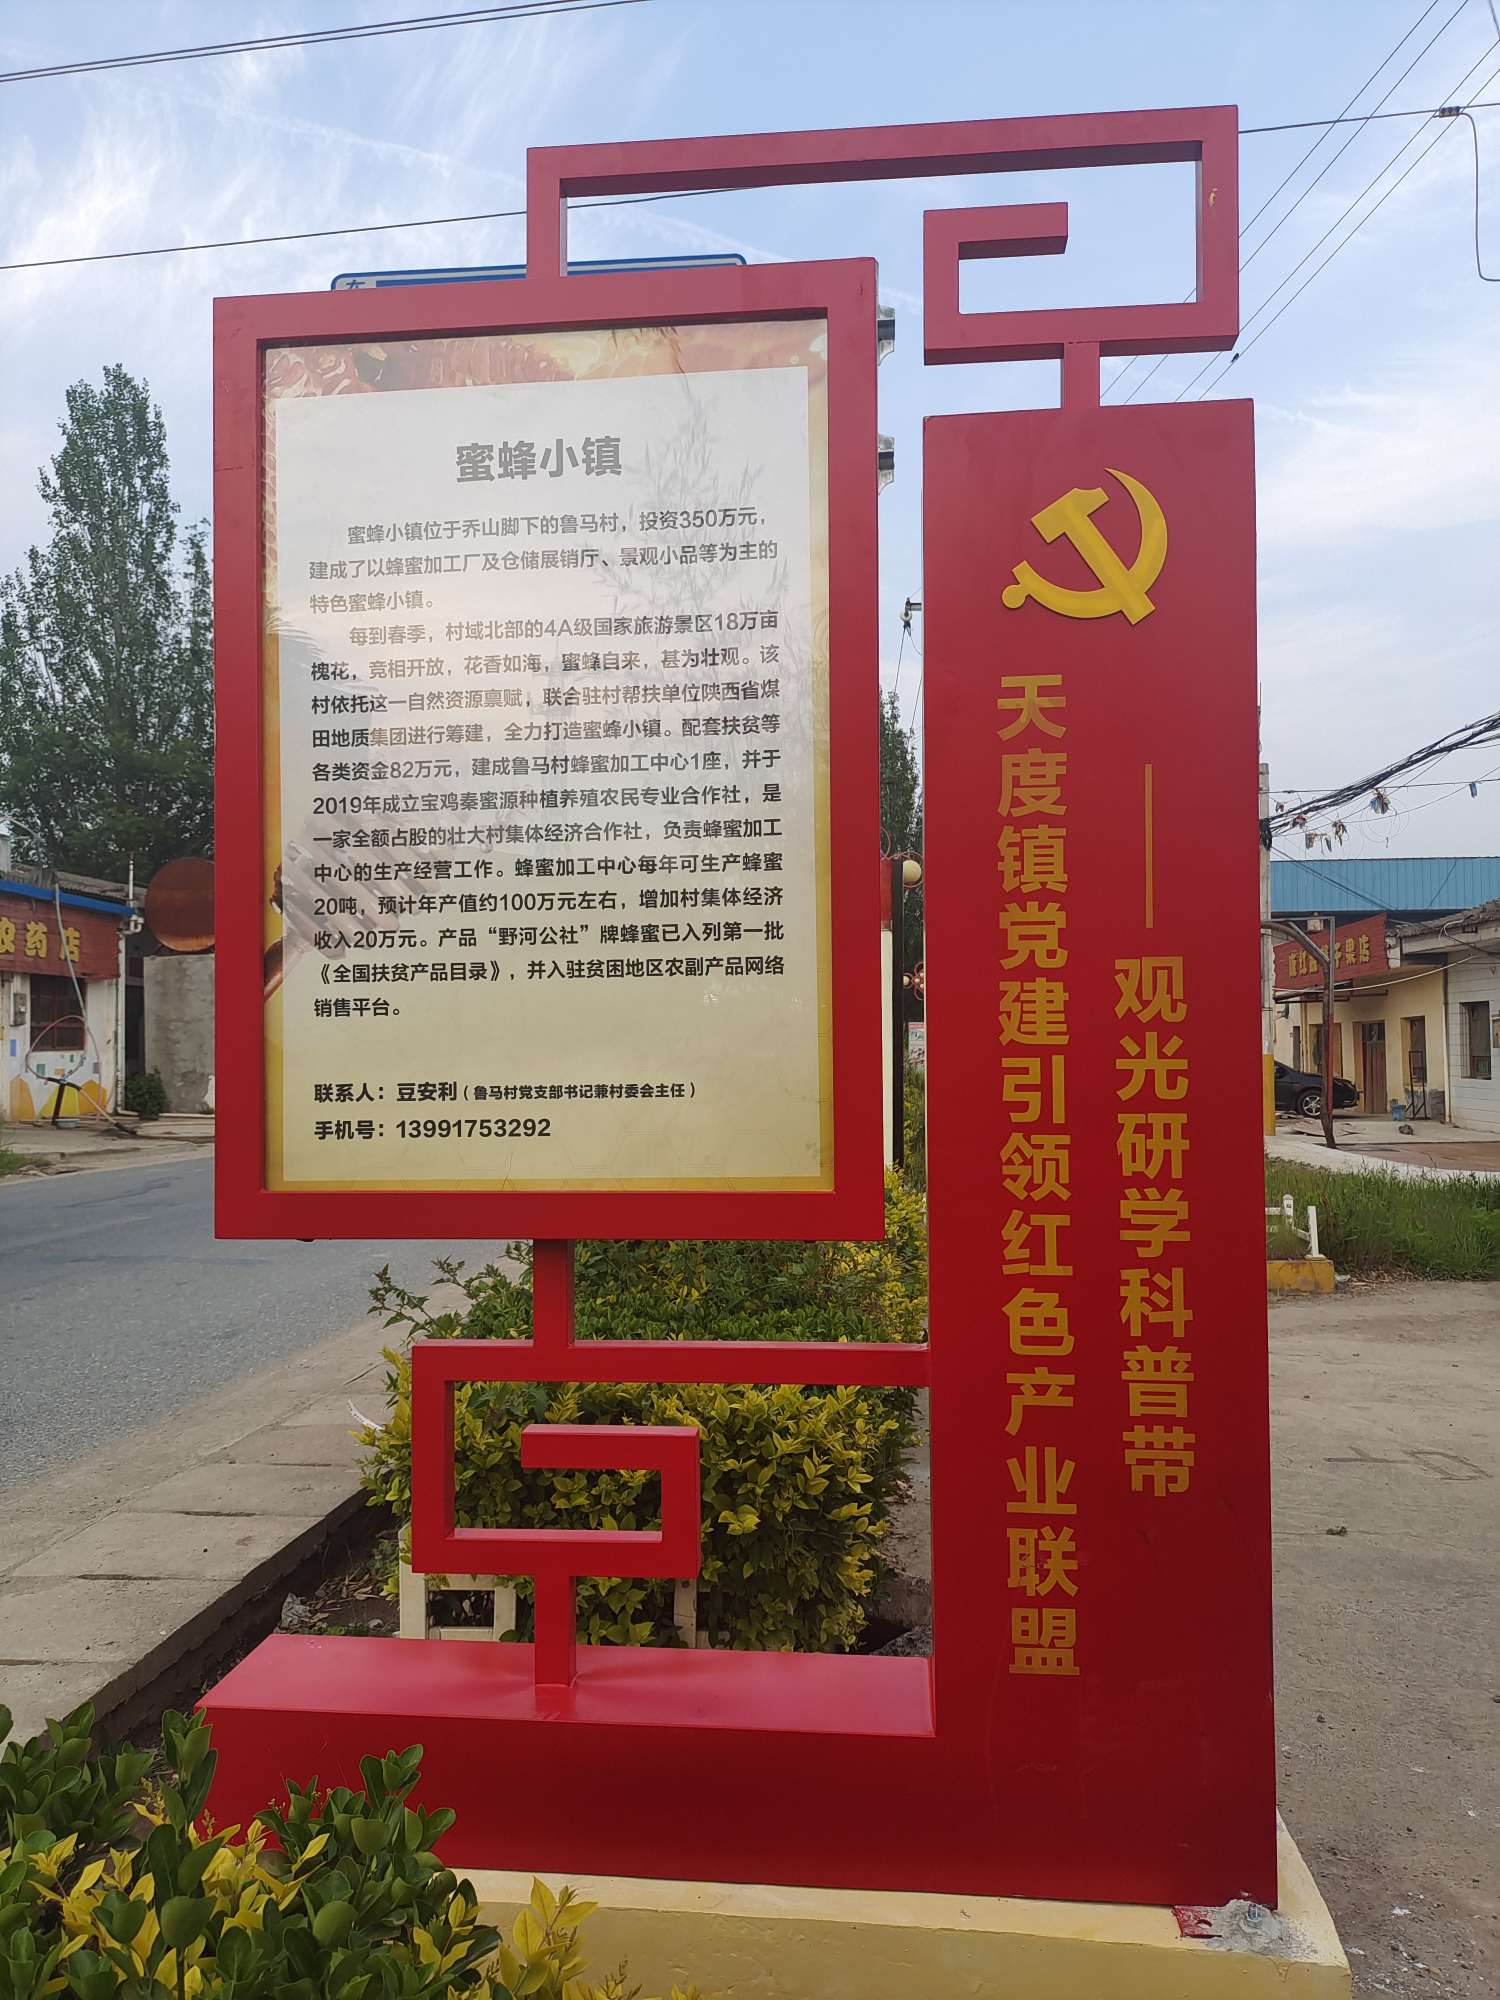 蜜蜂小镇
蜜蜂小镇位于乔山脚下的鲁马村，投资350万元，
建成了以蜂蜜加工厂及仓储展销厅、景观小品等为主的
特色蜜蜂小镇。
每到春季，村域北部的4A级国家旅游景区18万亩
槐花，竞相开放，花香如海，蜜蜂自来，甚为壮观。该
村依托这一自然资源禀赋，联合驻村帮扶单位陕西省煤
田地质集团进行筹建，全力打造蜜蜂小镇。配套扶贫等
各类资金82万元，建成鲁马村蜂蜜加工中心1座，并于
2019年成立宝鸡秦蜜源种植养殖农民专业合作社，是
一家全额占股的壮大村集体经济合作社，负责蜂蜜加工
中心的生产经营工作。蜂蜜加工中心每年可生产蜂蜜
20吨，预计年产值约100万元左右，增加村集体经济
收入20万元。产品“野河公社”牌蜂蜜已入列第一批
《全国扶贫产品目录》，并入驻贫困地区农副产品网络
销售平台。
联系人：豆安利（鲁马村党支部书记兼村委会主任）
手机号：13991753292
天度镇党建引领红色产业联盟
——观光研学科普带
农药店
果店